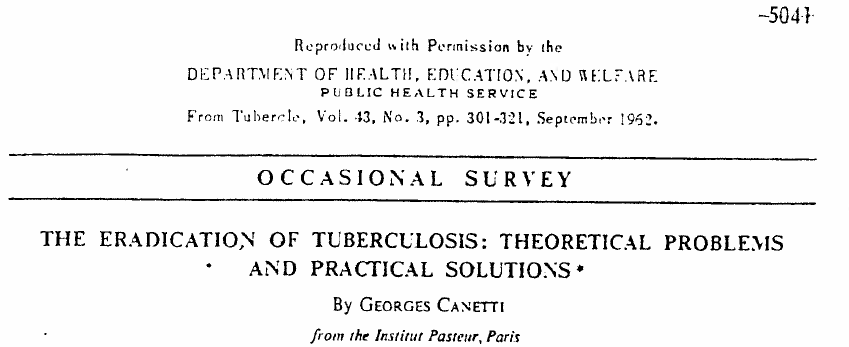 -5041-
Reproduced with Permission by the
DEPARTMENT OF HEALTH, EDUCATION, AND WELFARE
PUBLIC HEALTH SERVICE
From Tubercle, Vol. 43, No. 3, pp. 301-321, September 1962.
OCCASIONAL SURVEY
THE ERADICATION OF TUBERCULOSIS: THEORETICAL PROBLEMS
AND PRACTICAL SOLUTIONS*
By GEORGES CANETTI
from the Institut Pasteur, Paris